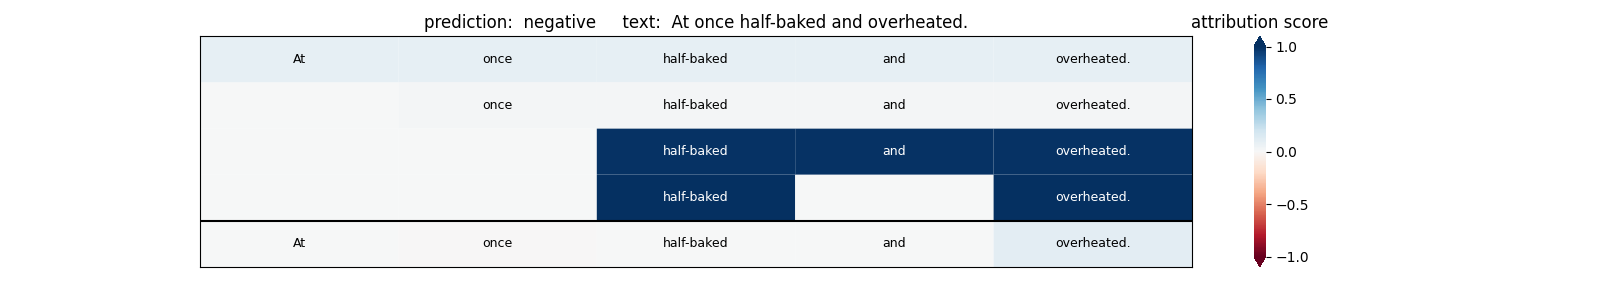 prediction:  negative     text:  At once half-baked and overheated.
attribution score
At once half-baked and overheated.
once half-baked and overheated.
half-baked and overheated.
half-baked overheated.
At once half-baked and overheated.
1.0
0.5
0.0
−0.5
−1.0